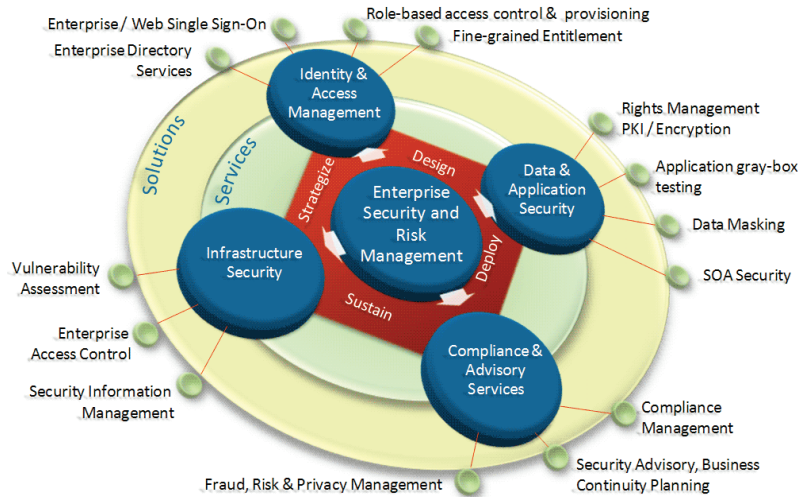 Enterprise / Web Single Sign-On
Role-based access control & provisioning
Fine-grained Entitlement
Enterprise Directory
Services
Identity &
Access
Management
Solutions
Services
Rights Management
PKI / Encryption
Application gray-box
testing
Data Masking
SOA Security
Data &
Application
Security
Strategize
Design
Deploy
Sustain
Enterprise
Security and
Risk
Management
Infrastructure
Security
Vulnerability
Assessment
Enterprise
Access Control
Security Information
Management
Compliance &
Advisory
Services
Compliance
Management
Security Advisory, Business
Continuity Planning
Fraud, Risk & Privacy Management